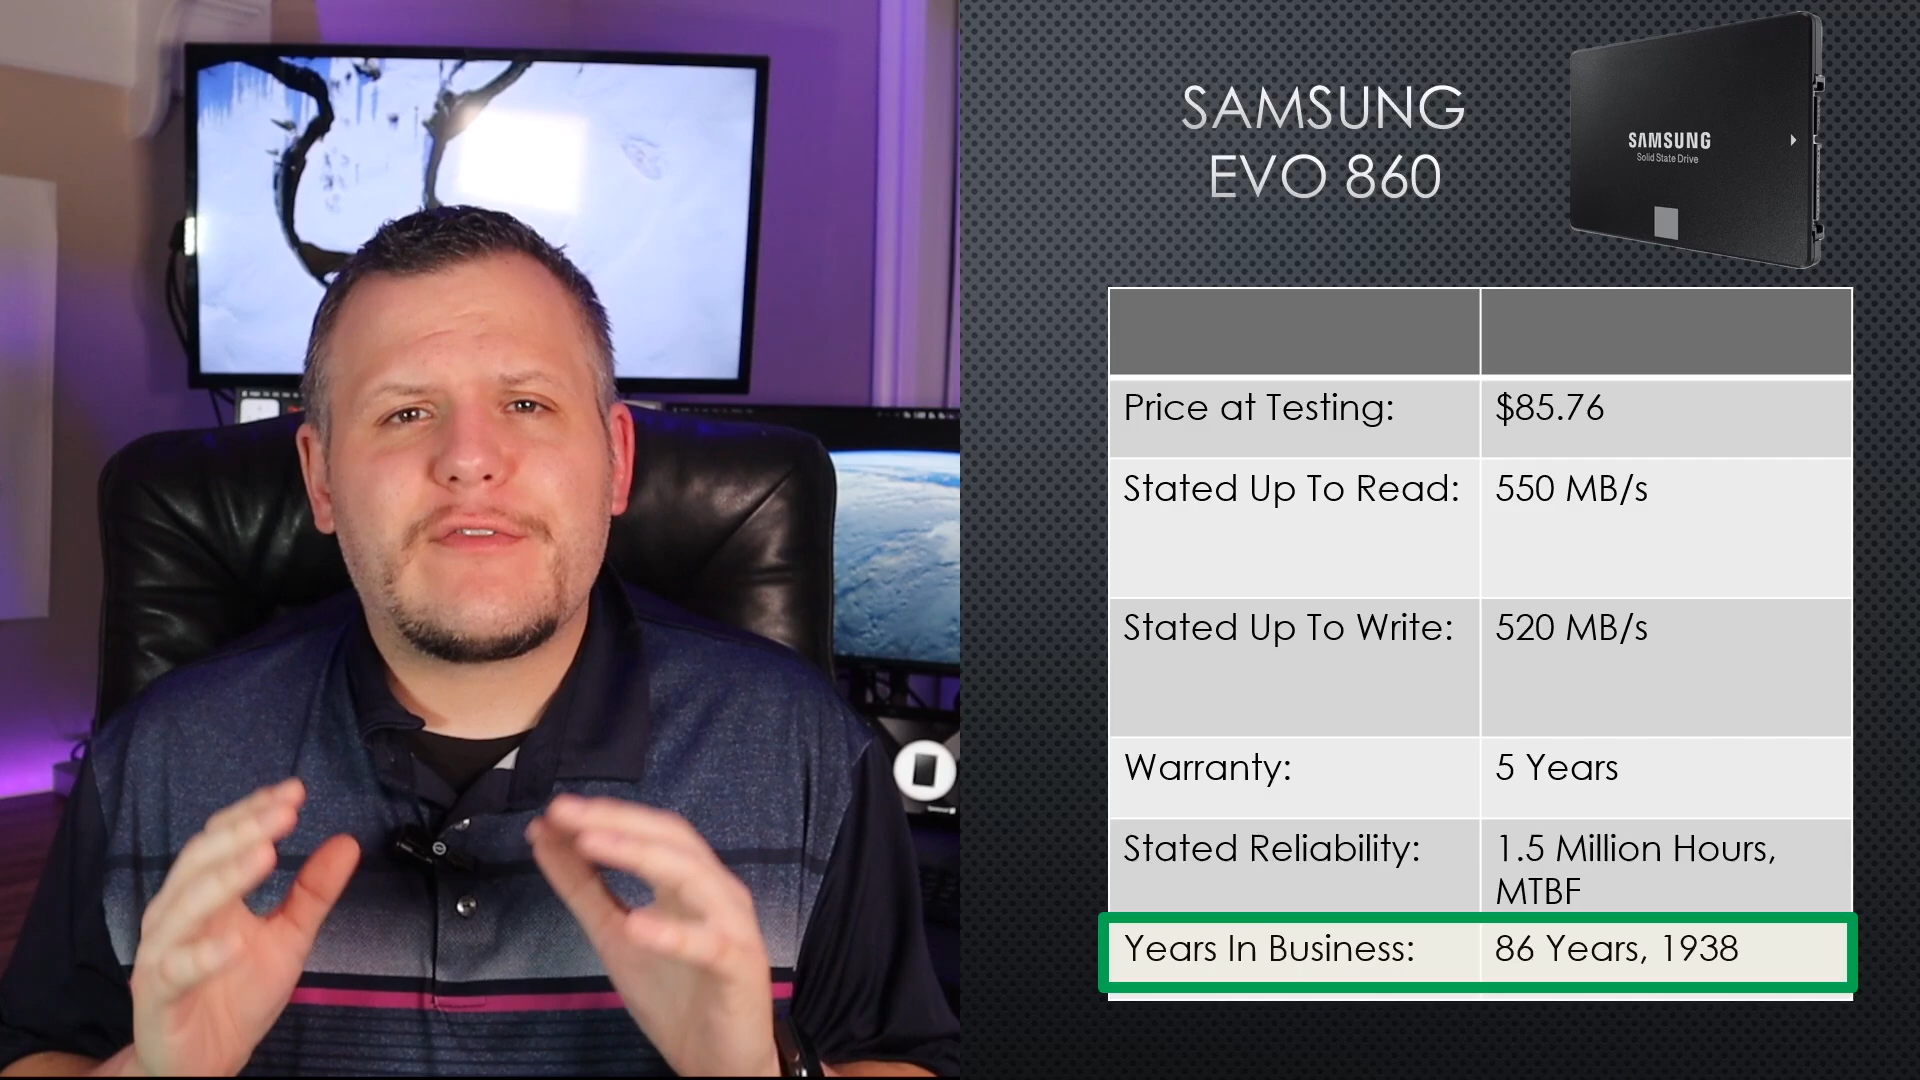 SAMSUNG
EVO 860
SAMSUNG
Solid State Drive
Price at Testing: $85.76
Stated Up To Read: 550 MB/s
Stated Up To Write: 520 MB/s
Warranty: 5 Years
Stated Reliability: 1.5 Million Hours,
MTBF
Years In Business: 86 Years, 1938